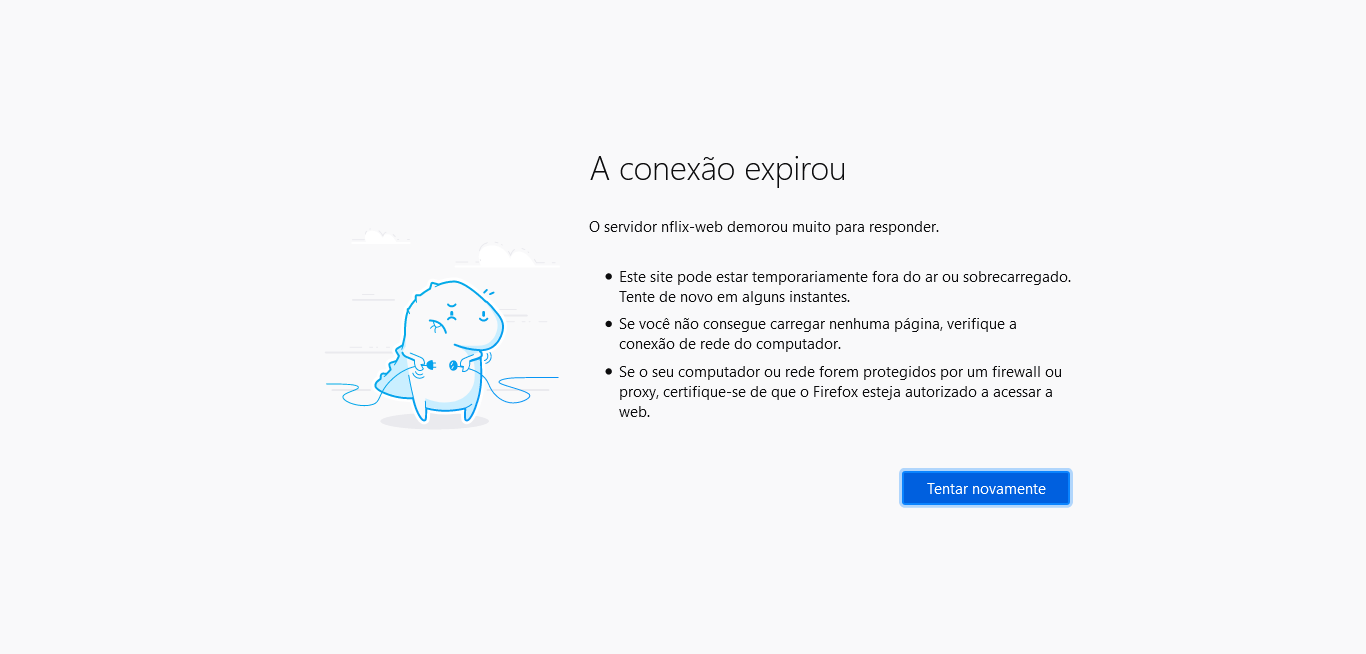 A conexão expirou
O servidor nflix-web demorou muito para responder.
Este site pode estar temporariamente fora do ar ou sobrecarregado.
Tente de novo em alguns instantes.
Se você não consegue carregar nenhuma página, verifique a
conexão de rede do computador.
Se o seu computador ou rede forem protegidos por um firewall ou
proxy, certifique-se de que o Firefox esteja autorizado a acessar a
web.
Tentar novamente